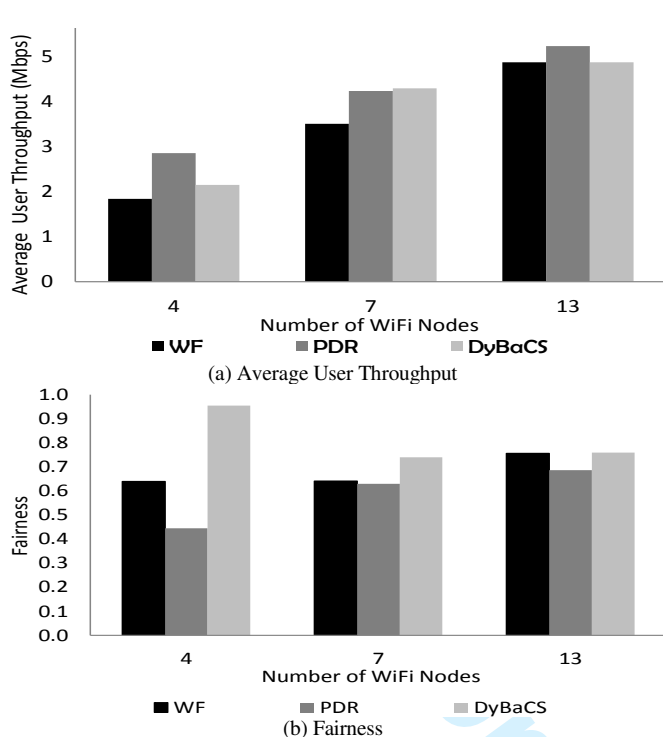 Average User Throughput (Mbps)
5
4
3
2
1
0
4 7 13
Number of WiFi Nodes
WF PDR DyBaCS
(a) Average User Throughput
Fairness
1.0
0.9
0.8
0.7
0.6
0.5
0.4
0.3
0.2
0.1
0.0
4 7 13
Number of WiFi Nodes
WF PDR DyBaCS
(b) Fairness